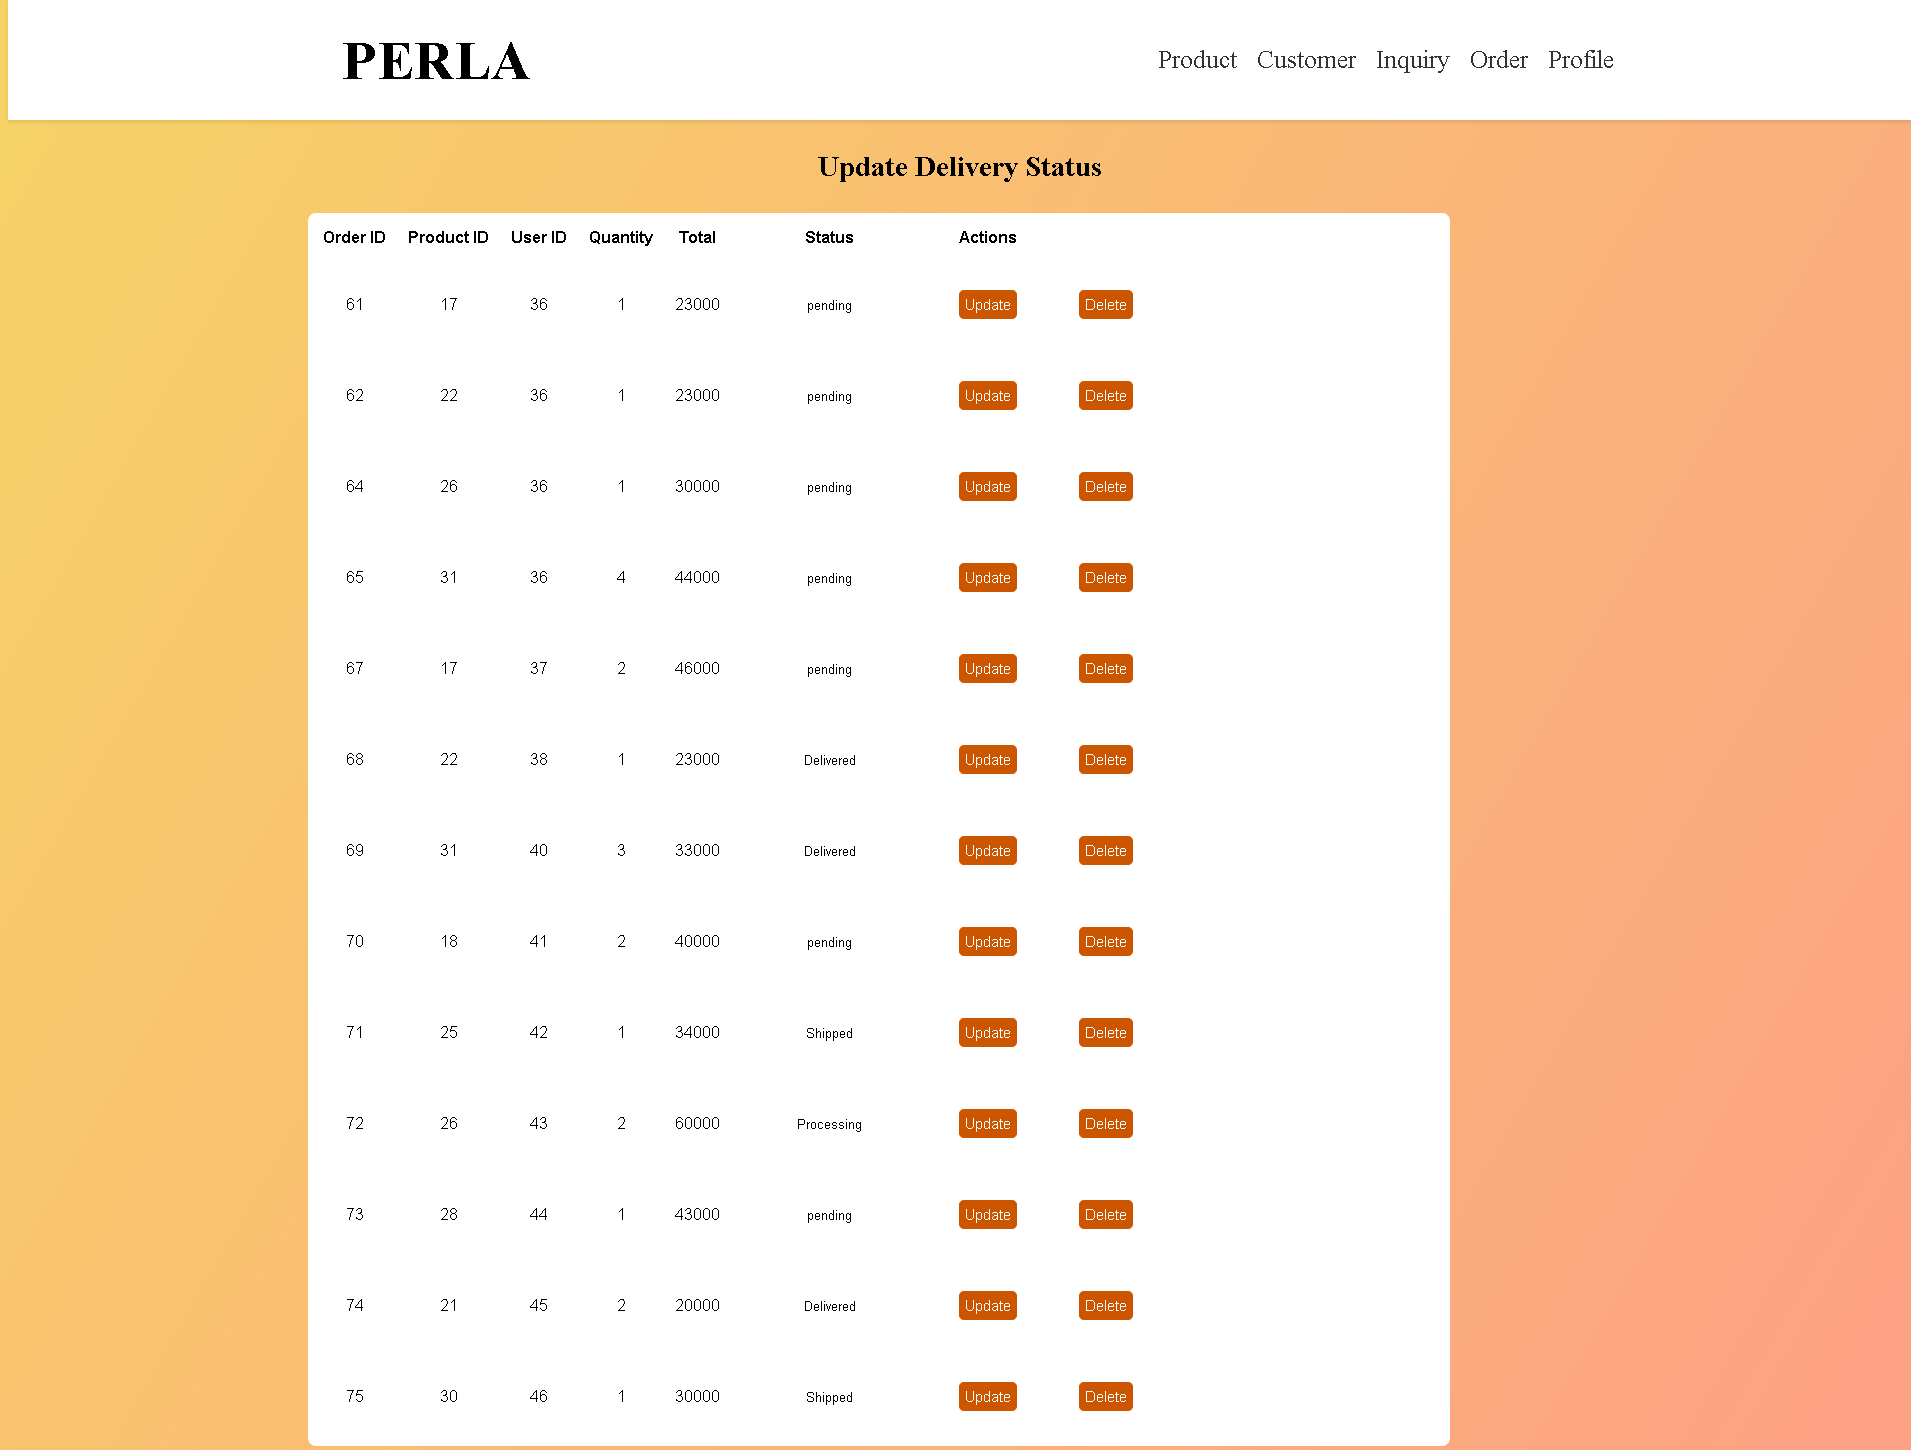 PERLA Product Customer Inquiry Order Profile
Update Delivery Status
Order ID Product ID User ID Quantity Total Status Actions
61 17 36 1 23000 pending Update Delete
62 22 36 1 23000 pending Update Delete
64 26 36 1 30000 pending Update Delete
65 31 36 4 44000 pending Update Delete
67 17 37 2 46000 pending Update Delete
68 22 38 1 23000 Delivered Update Delete
69 31 40 3 33000 Delivered Update Delete
70 18 41 2 40000 pending Update Delete
71 25 42 1 34000 Shipped Update Delete
72 26 43 2 60000 Processing Update Delete
73 28 44 1 43000 pending Update Delete
74 21 45 2 20000 Delivered Update Delete
75 30 46 1 30000 Shipped Update Delete